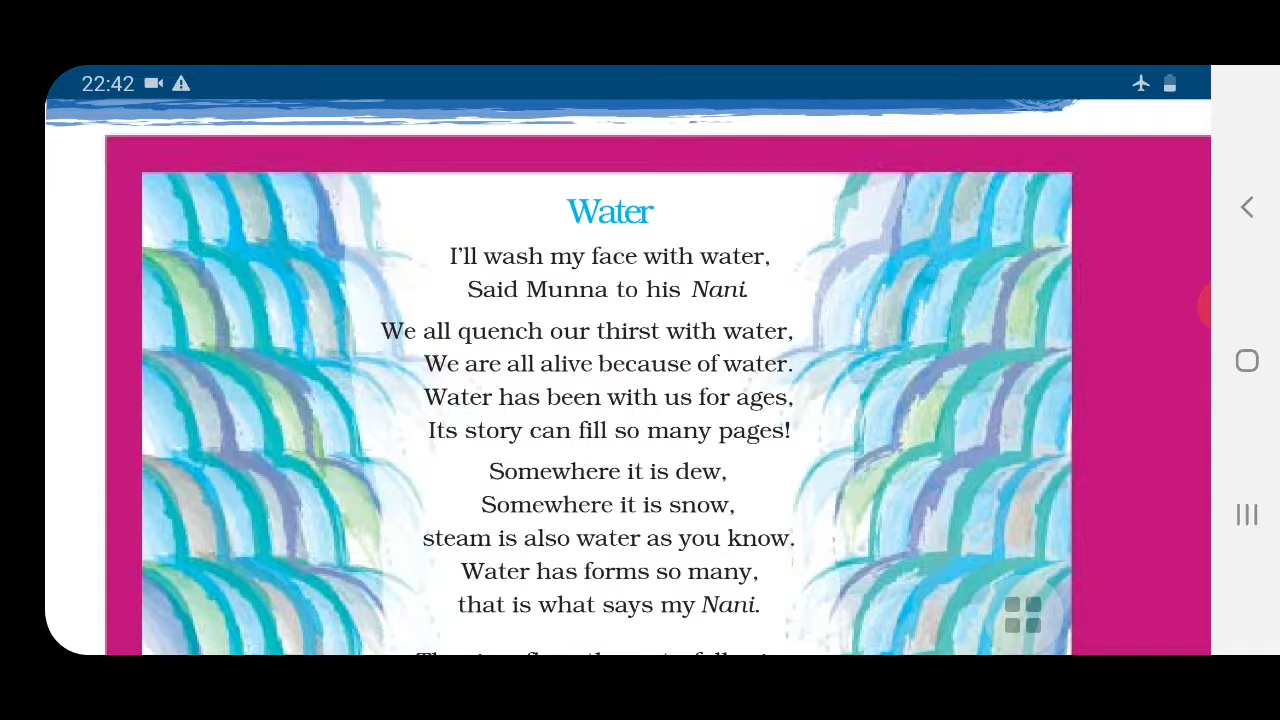 22:42
Water
I'll wash my face with water,
Said Munna to his Nani.
We all quench our thirst with water,
We are all alive because of water.
Water has been with us for ages,
Its story can fill so many pages!
Somewhere it is dew,
Somewhere it is snow,
steam is also water as you know.
Water has forms so many,
that is what says my Nani.